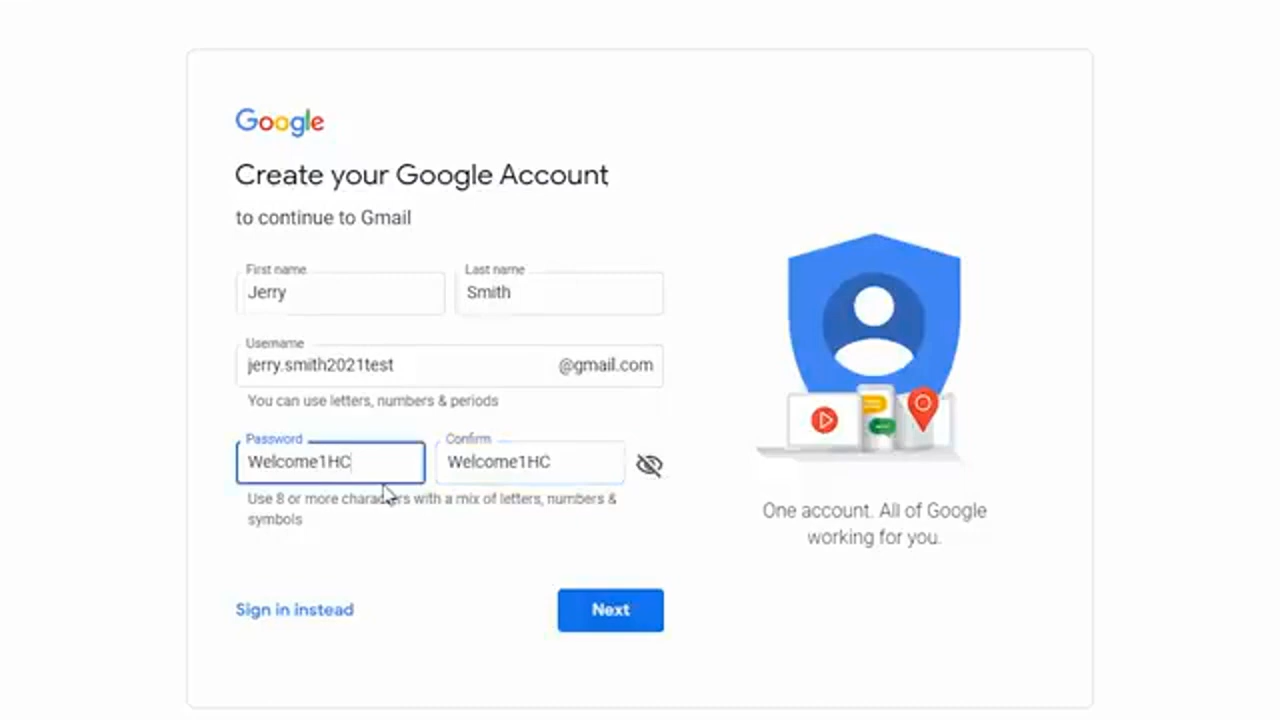 Google
Create your Google Account
to continue to Gmail
First name
Jerry
Last name
Smith
Username
jerry.smith2021test @gmail.com
You can use letters, numbers & periods
Password
Welcome1HC
Confirm
Welcome1HC
Use 8 or more characters with a mix of letters, numbers &
symbols
Sign in instead
Next
One account. All of Google
working for you.